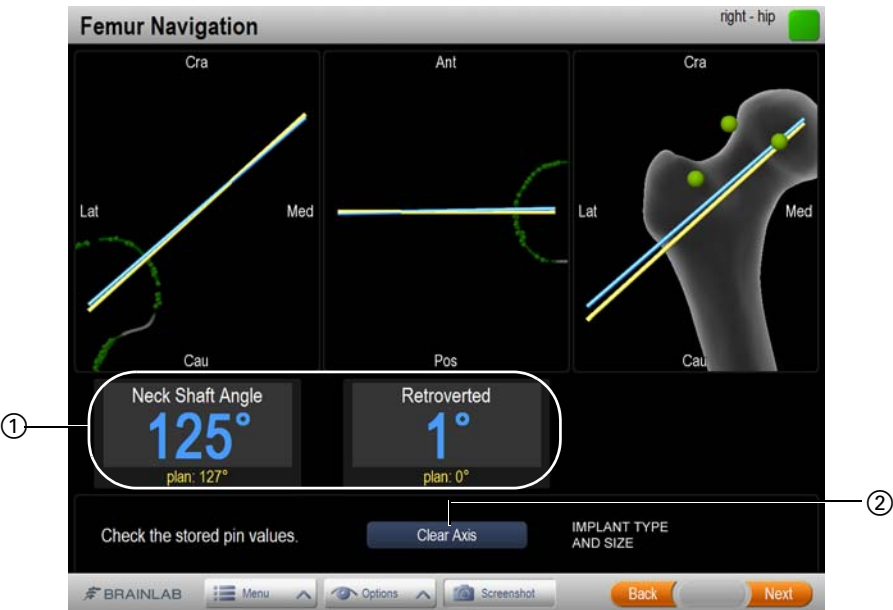 Femur Navigation
right - hip
Cra
Ant
Cra
Lat
Med
Lat
Med
Cau
Pos
Cau
Neck Shaft Angle
125°
plan: 127°
Retroverted
1°
plan: 0°
①
②
Check the stored pin values.
Clear Axis
IMPLANT TYPE
AND SIZE
BRAINLAB
Menu
Options
Screenshot
Back
Next